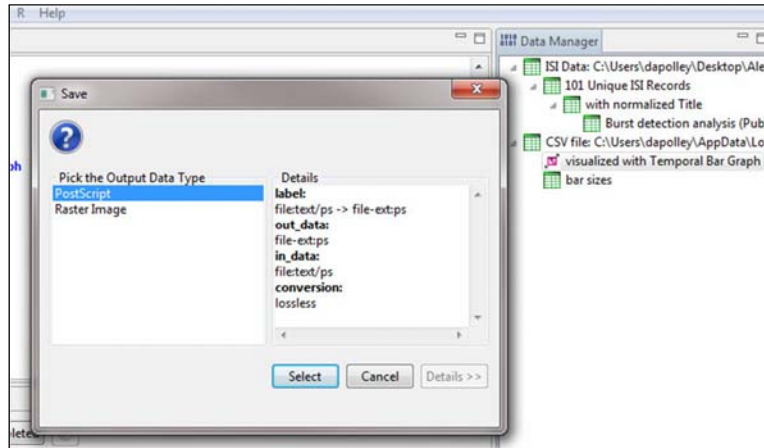 R Help
Data Manager
ISI Data: C:\Users\dapolley\Desktop\Ale
101 Unique ISI Records
with normalized Title
Burst detection analysis (Pub
CSV file: C:\Users\dapolley\AppData\Lo
visualized with Temporal Bar Graph
bar sizes
Save
ph
Pick the Output Data Type
PostScript
Raster Image
Details
label:
file:text/ps -> file-ext:ps
out_data:
file-ext:ps
in_data:
file:text/ps
conversion:
lossless
Select Cancel Details >>
leted